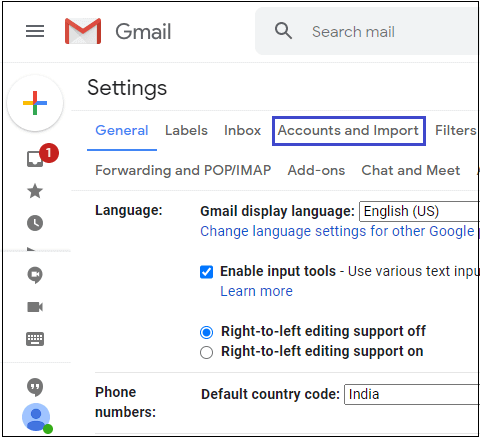 Gmail
Search mail
Settings
General Labels Inbox Accounts and Import Filters
Forwarding and POP/IMAP Add-ons Chat and Meet
1
Language: Gmail display language: English (US)
Change language settings for other Google
Enable input tools - Use various text
Learn more
Right-to-left editing support off
Right-to-left editing support on
Phone numbers: Default country code: India